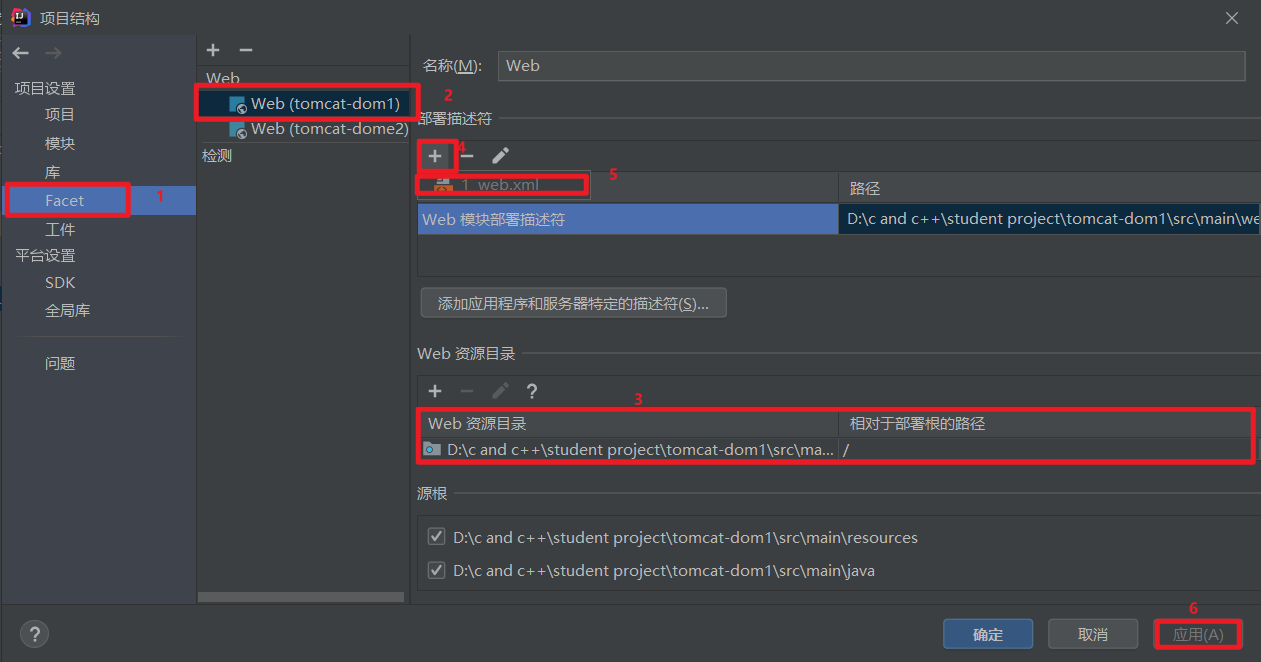 项目结构
项目设置
项目
模块
库
Facet
1
工件
平台设置
SDK
全局库
问题
Web
Web (tomcat-dom1)
2
Web (tomcat-dome2)
检测
名称(M):
Web
部署描述符
4
5
1 web.xml
路径
Web 模块部署描述符
D:\c and c++\student project\tomcat-dom1\src\main\we
添加应用程序和服务器特定的描述符(S)...
Web 资源目录
?
3
Web 资源目录
相对于部署根的路径
D:\c and c++\student project\tomcat-dom1\src\ma...
/
源根
D:\c and c++\student project\tomcat-dom1\src\main\resources
D:\c and c++\student project\tomcat-dom1\src\main\java
?
确定
取消
6
应用(A)